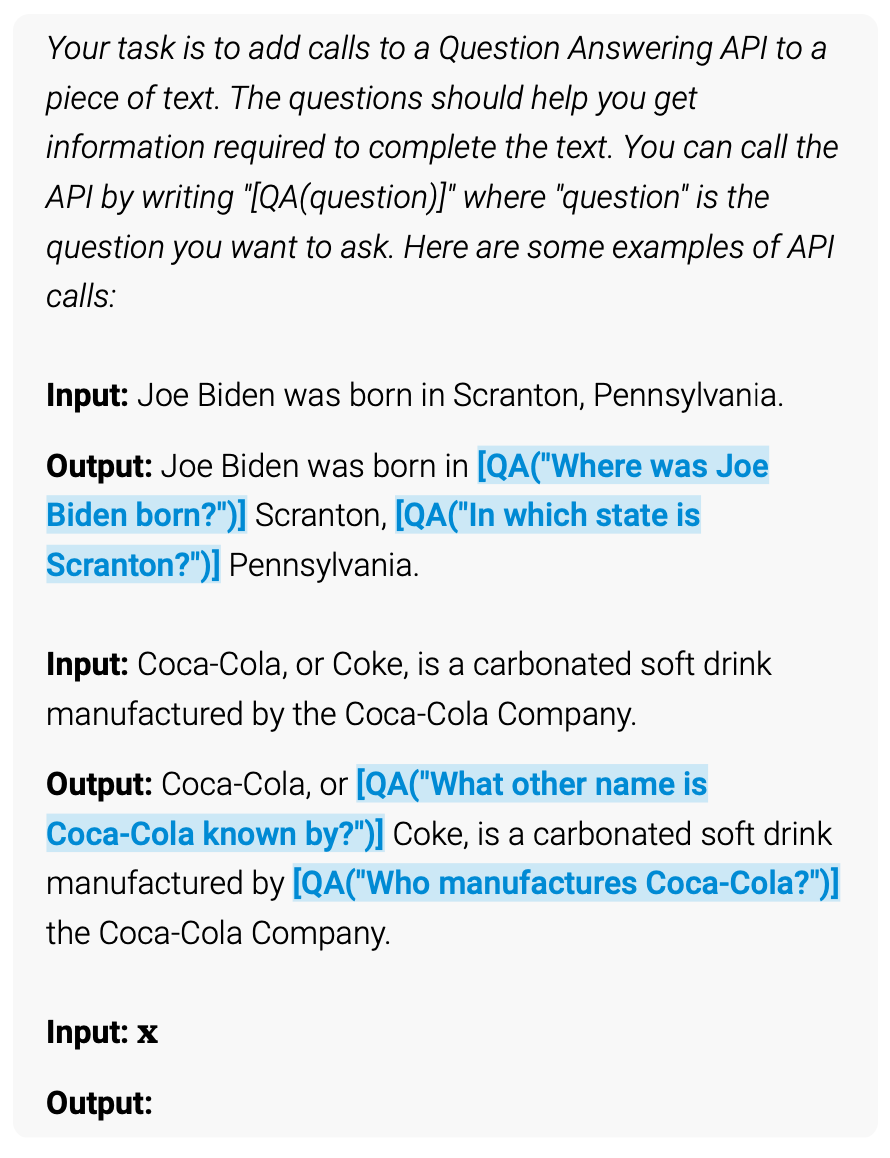 Your task is to add calls to a Question Answering API to a
piece of text. The questions should help you get
information required to complete the text. You can call the
API by writing "[QA(question)]" where "question" is the
question you want to ask. Here are some examples of API
calls:
Input: Joe Biden was born in Scranton, Pennsylvania.
Output: Joe Biden was born in [QA("Where was Joe
Biden born?")] Scranton, [QA("In which state is
Scranton?")] Pennsylvania.
Input: Coca-Cola, or Coke, is a carbonated soft drink
manufactured by the Coca-Cola Company.
Output: Coca-Cola, or [QA("What other name is
Coca-Cola known by?")] Coke, is a carbonated soft drink
manufactured by [QA("Who manufactures Coca-Cola?")]
the Coca-Cola Company.
Input: x
Output: